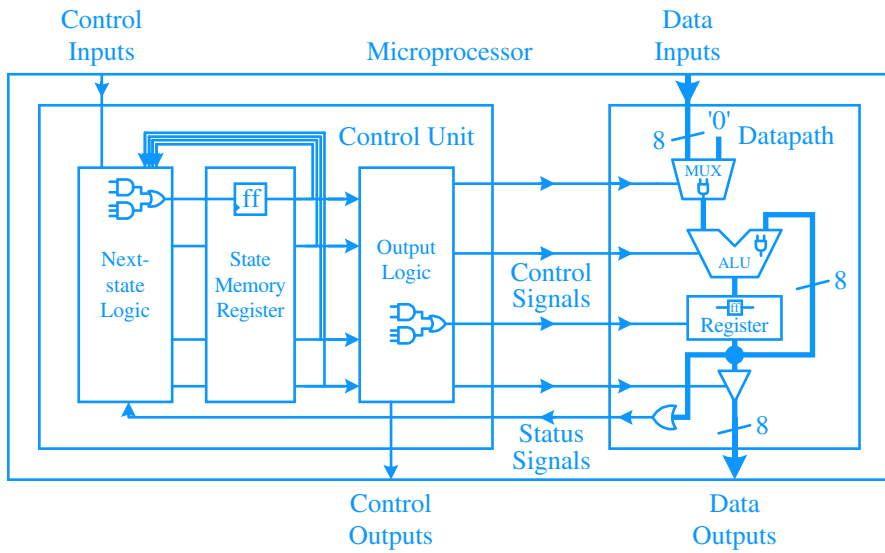 Control
Inputs
Microprocessor
Data
Inputs
Control Unit
8
'0'
Datapath
MUX
ff
Next-
state
Logic
State
Memory
Register
Output
Logic
ALU
Control
Signals
8
ff
Register
Status
Signals
8
Control
Outputs
Data
Outputs